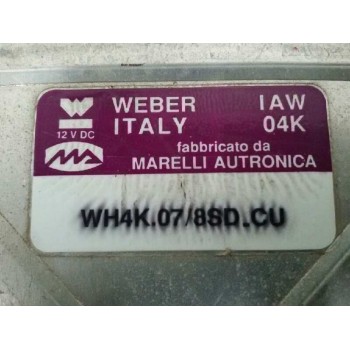 WEBER IAW
12 V DC ITALY 04K
fabbricato da
MARELLI AUTRONICA
WH4K.07/8SD.CU